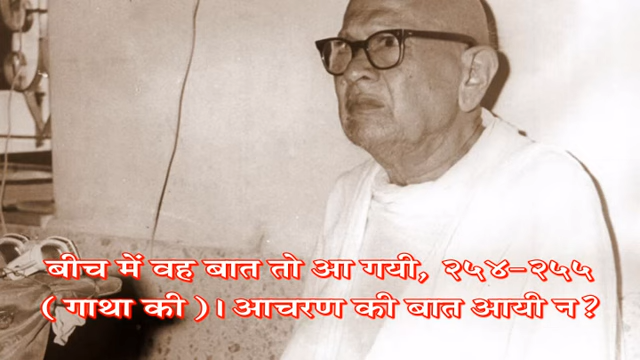 बीच में वह बात तो आ गयी, २५४-२५५
( गाथा की )। आचरण की बात आयी न?